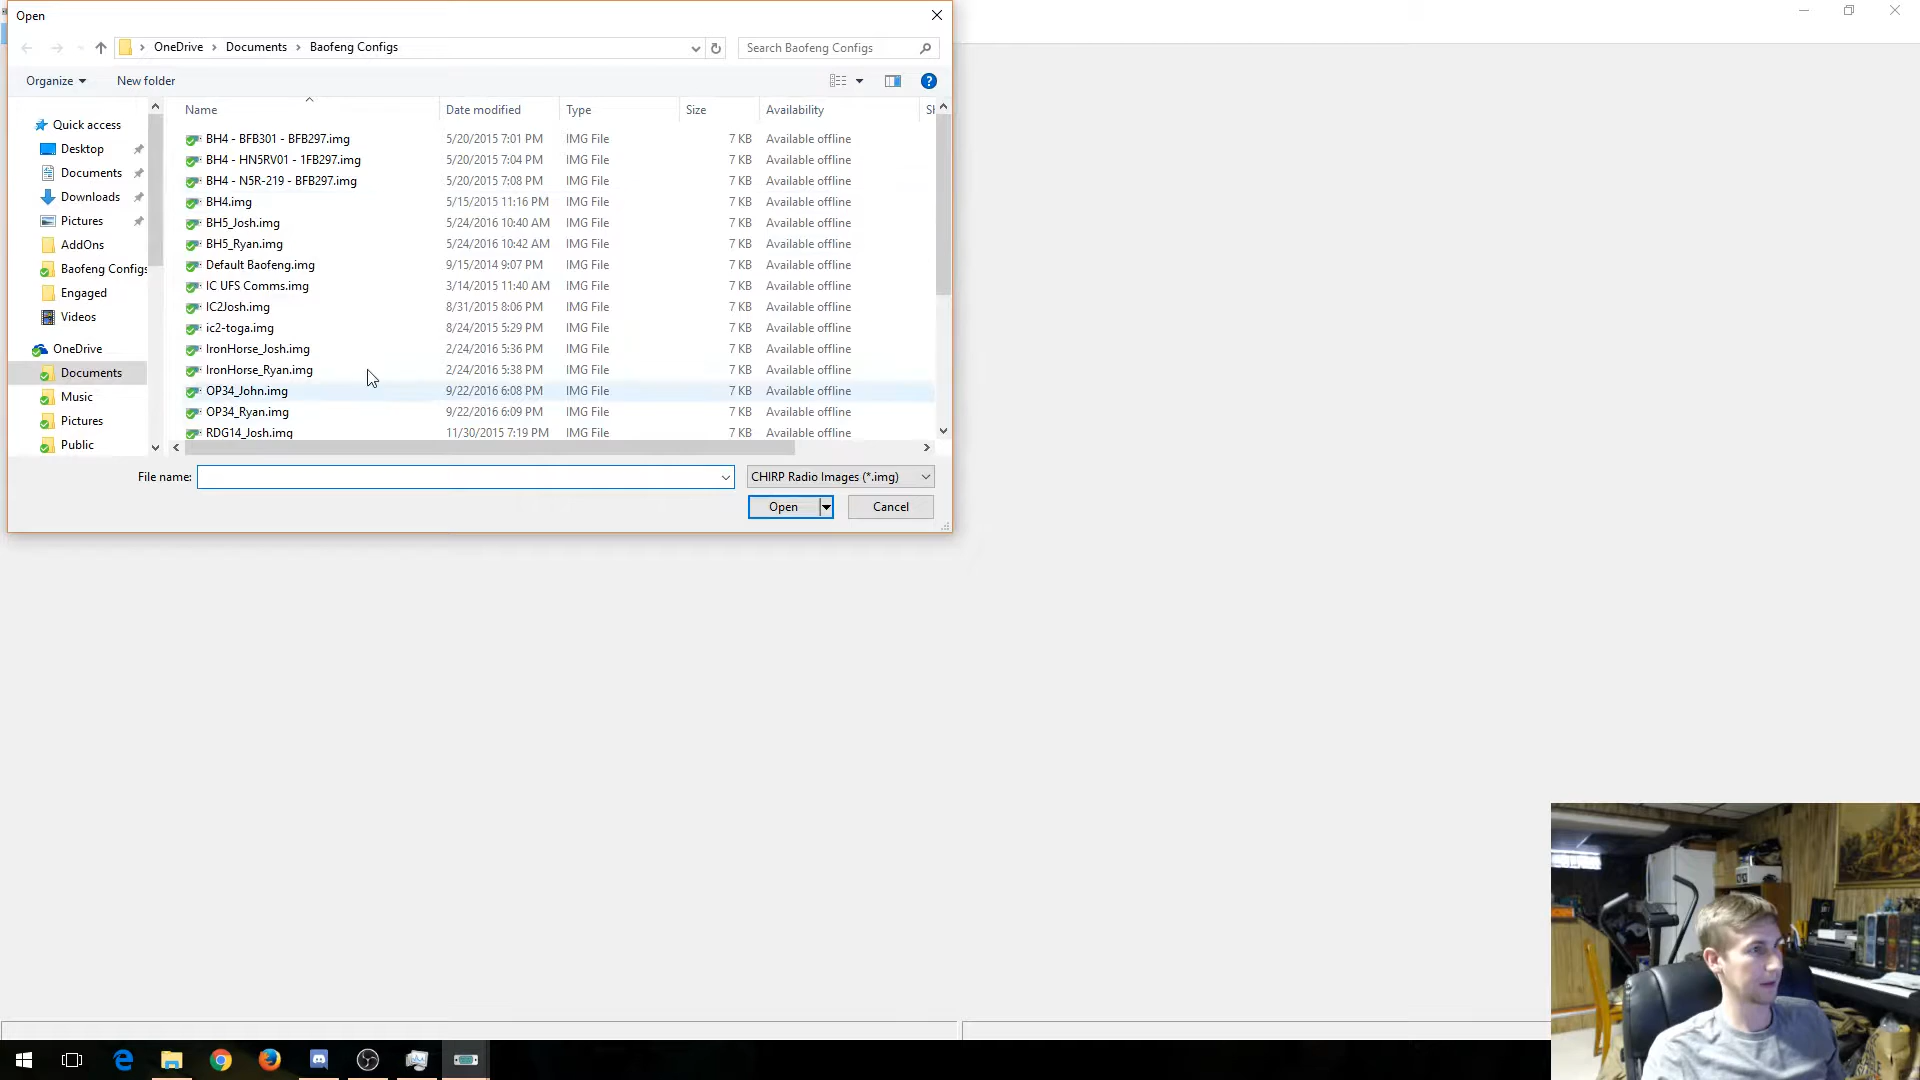 Open
OneDrive > Documents > Baofeng Configs
Search Baofeng Configs
Organize
New folder
Name Date modified Type Size Availability
Quick access
Desktop
Documents
Downloads
Pictures
AddOns
Baofeng Configs
Engaged
Videos
OneDrive
Documents
Music
Pictures
Public
BH4 - BFB301 - BFB297.img 5/20/2015 7:01 PM IMG File 7 KB Available offline
BH4 - HN5RV01 - 1FB297.img 5/20/2015 7:04 PM IMG File 7 KB Available offline
BH4 - N5R-219 - BFB297.img 5/20/2015 7:08 PM IMG File 7 KB Available offline
BH4.img 5/15/2015 11:16 PM IMG File 7 KB Available offline
BH5_Josh.img 5/24/2016 10:40 AM IMG File 7 KB Available offline
BH5_Ryan.img 5/24/2016 10:42 AM IMG File 7 KB Available offline
Default Baofeng.img 9/15/2014 9:07 PM IMG File 7 KB Available offline
IC UFS Comms.img 3/14/2015 11:40 AM IMG File 7 KB Available offline
IC2Josh.img 8/31/2015 8:06 PM IMG File 7 KB Available offline
ic2-toga.img 8/24/2015 5:29 PM IMG File 7 KB Available offline
IronHorse_Josh.img 2/24/2016 5:36 PM IMG File 7 KB Available offline
IronHorse_Ryan.img 2/24/2016 5:38 PM IMG File 7 KB Available offline
OP34_John.img 9/22/2016 6:08 PM IMG File 7 KB Available offline
OP34_Ryan.img 9/22/2016 6:09 PM IMG File 7 KB Available offline
RDG14_Josh.img 11/30/2015 7:19 PM IMG File 7 KB Available offline
File name:
CHIRP Radio Images (*.img)
Open
Cancel